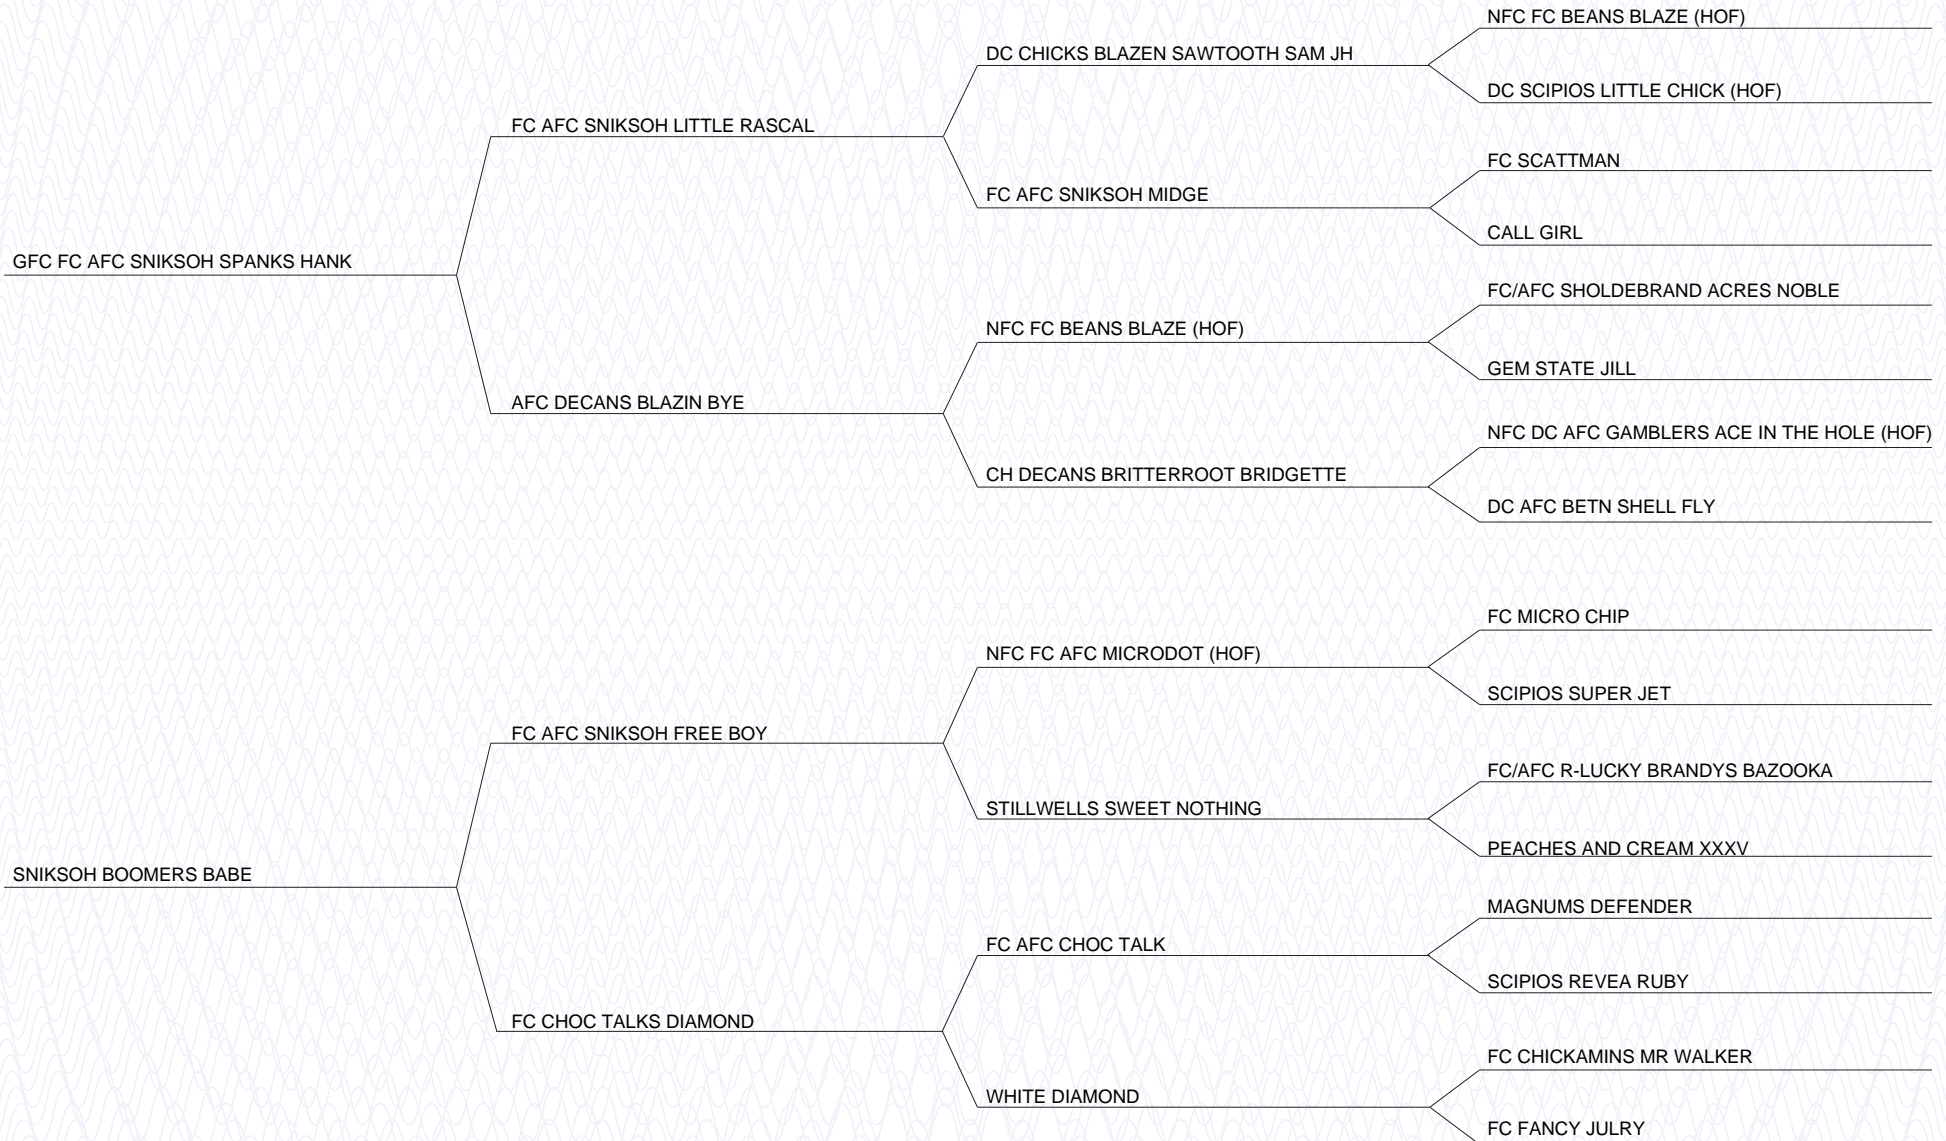 NFC FC BEANS BLAZE (HOF)
DC CHICKS BLAZEN SAWTOOTH SAM JH
DC SCIPIOS LITTLE CHICK (HOF)
FC AFC SNIKSOH LITTLE RASCAL
FC SCATTMAN
FC AFC SNIKSOH MIDGE
CALL GIRL
GFC FC AFC SNIKSOH SPANKS HANK
FC/AFC SHOLDEBRAND ACRES NOBLE
NFC FC BEANS BLAZE (HOF)
GEM STATE JILL
AFC DECANS BLAZIN BYE
NFC DC AFC GAMBLERS ACE IN THE HOLE (HOF)
CH DECANS BRITTERROOT BRIDGETTE
DC AFC BETN SHELL FLY
FC MICRO CHIP
NFC FC AFC MICRODOT (HOF)
SCIPIOS SUPER JET
FC AFC SNIKSOH FREE BOY
FC/AFC R-LUCKY BRANDYS BAZOOKA
STILLWELLS SWEET NOTHING
PEACHES AND CREAM XXXV
SNIKSOH BOOMERS BABE
MAGNUMS DEFENDER
FC AFC CHOC TALK
SCIPIOS REVEA RUBY
FC CHOC TALKS DIAMOND
FC CHICKAMINS MR WALKER
WHITE DIAMOND
FC FANCY JULRY